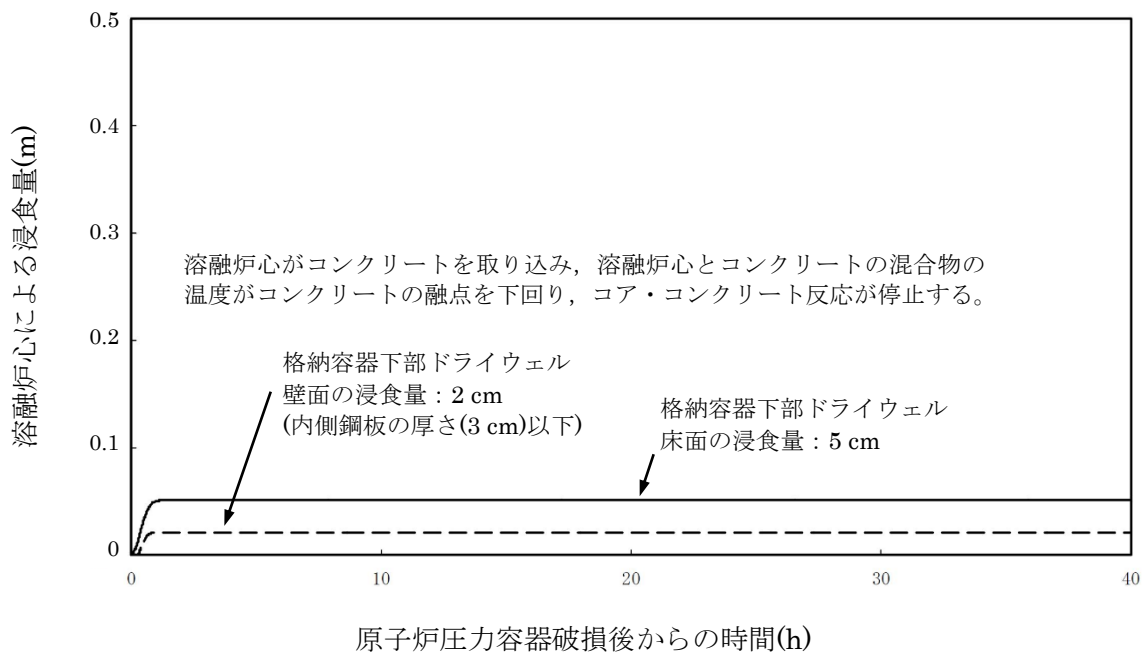 0.5
0.4
0.3
0.2
0.1
0
溶融炉心による浸食量(m)
溶融炉心がコンクリートを取り込み，溶融炉心とコンクリートの混合物の
温度がコンクリートの融点を下回り，コア・コンクリート反応が停止する。
格納容器下部ドライウェル
壁面の浸食量：2 cm
(内側鋼板の厚さ(3 cm)以下)
格納容器下部ドライウェル
床面の浸食量：5 cm
0 10 20 30 40
原子炉圧力容器破損後からの時間(h)